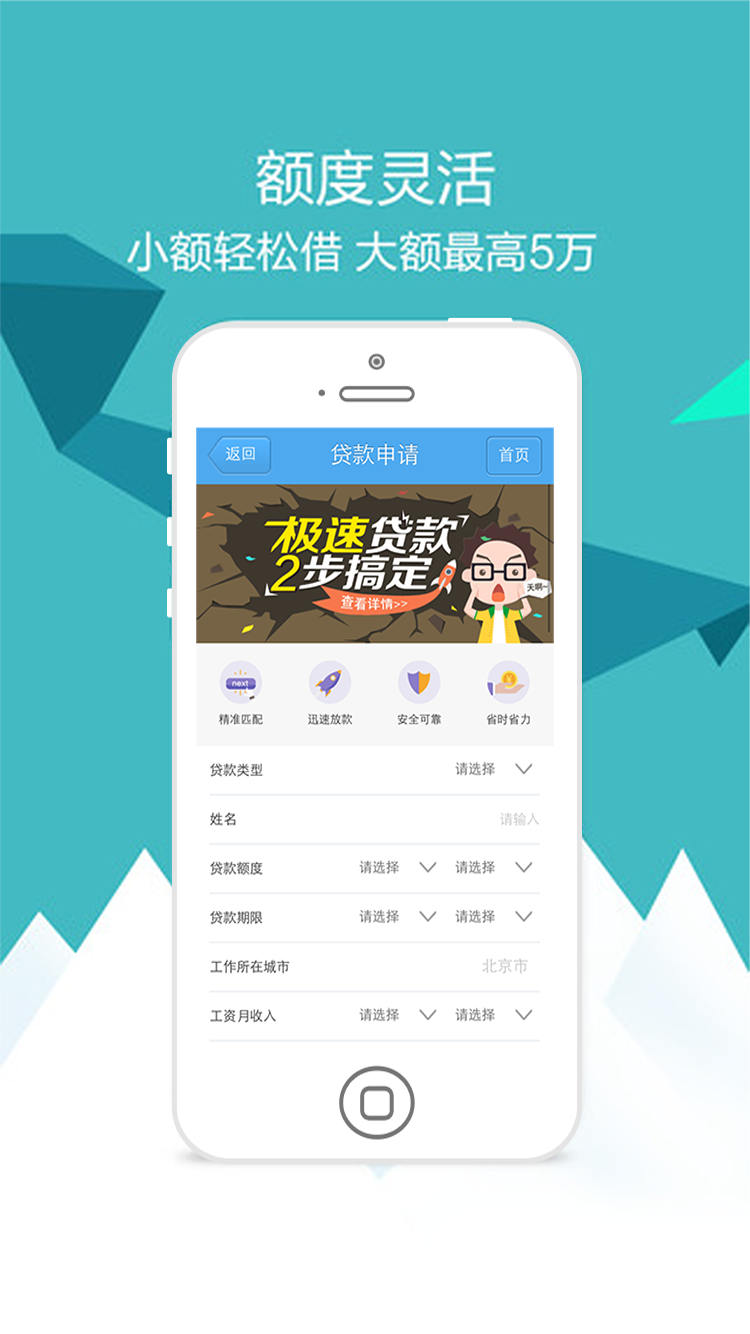 额度灵活
小额轻松借 大额最高5万
返回 贷款申请 首页
极速贷款
2步搞定
查看详情>>
天啊~
next
精准匹配 迅速放款 安全可靠 省时省力
贷款类型 请选择
姓名 请输入
贷款额度 请选择 请选择
贷款期限 请选择 请选择
工作所在城市 北京市
工资月收入 请选择 请选择